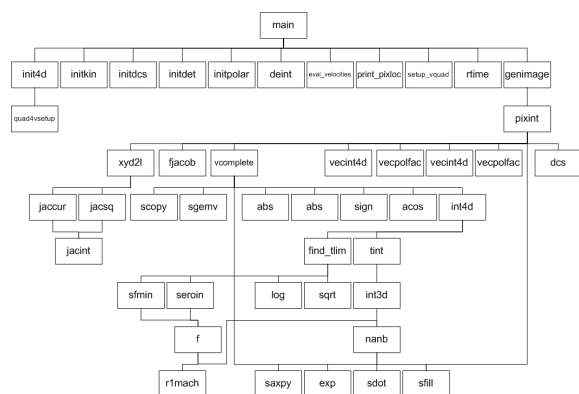 main
init4d initkin initdcs initdet initpolar deint eval_velocities print_pixloc setup_vquad rtime genimage
quad4vsetup pixint
xyd2l fjacob vcomplete vecint4d vecpolfac vecint4d vecpolfac dcs
jaccur jacsq scopy sgemv abs abs sign acos int4d
jacint find_tlim tint
sfmin seroin log sqrt int3d
f nanb
r1mach saxpy exp sdot sfill